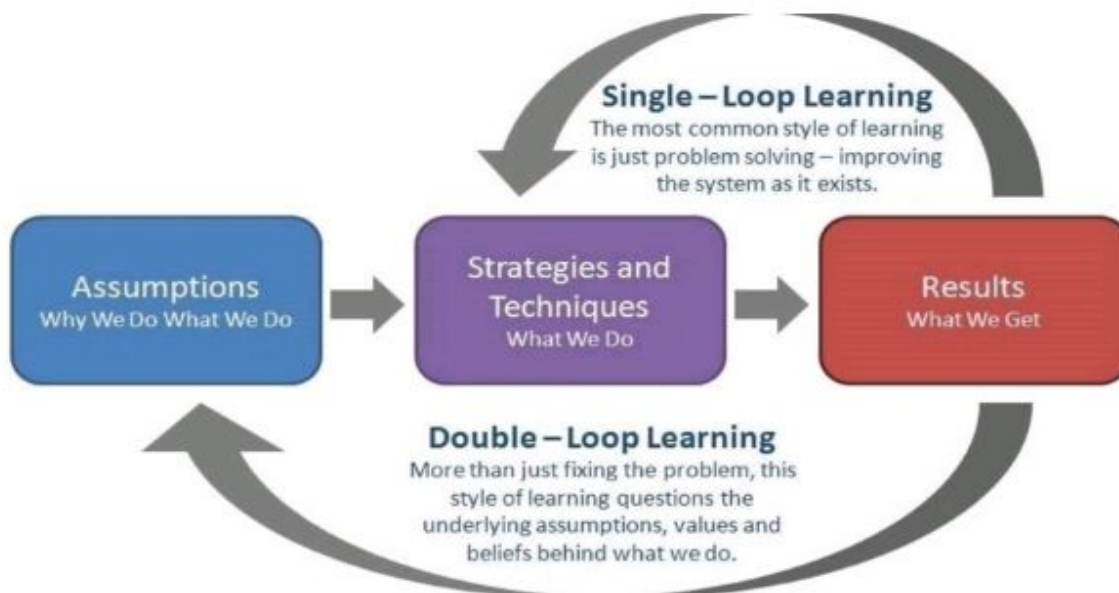 Single – Loop Learning
The most common style of learning
is just problem solving – improving
the system as it exists.
Assumptions
Why We Do What We Do
Strategies and
Techniques
What We Do
Results
What We Get
Double – Loop Learning
More than just fixing the problem, this
style of learning questions the
underlying assumptions, values and
beliefs behind what we do.